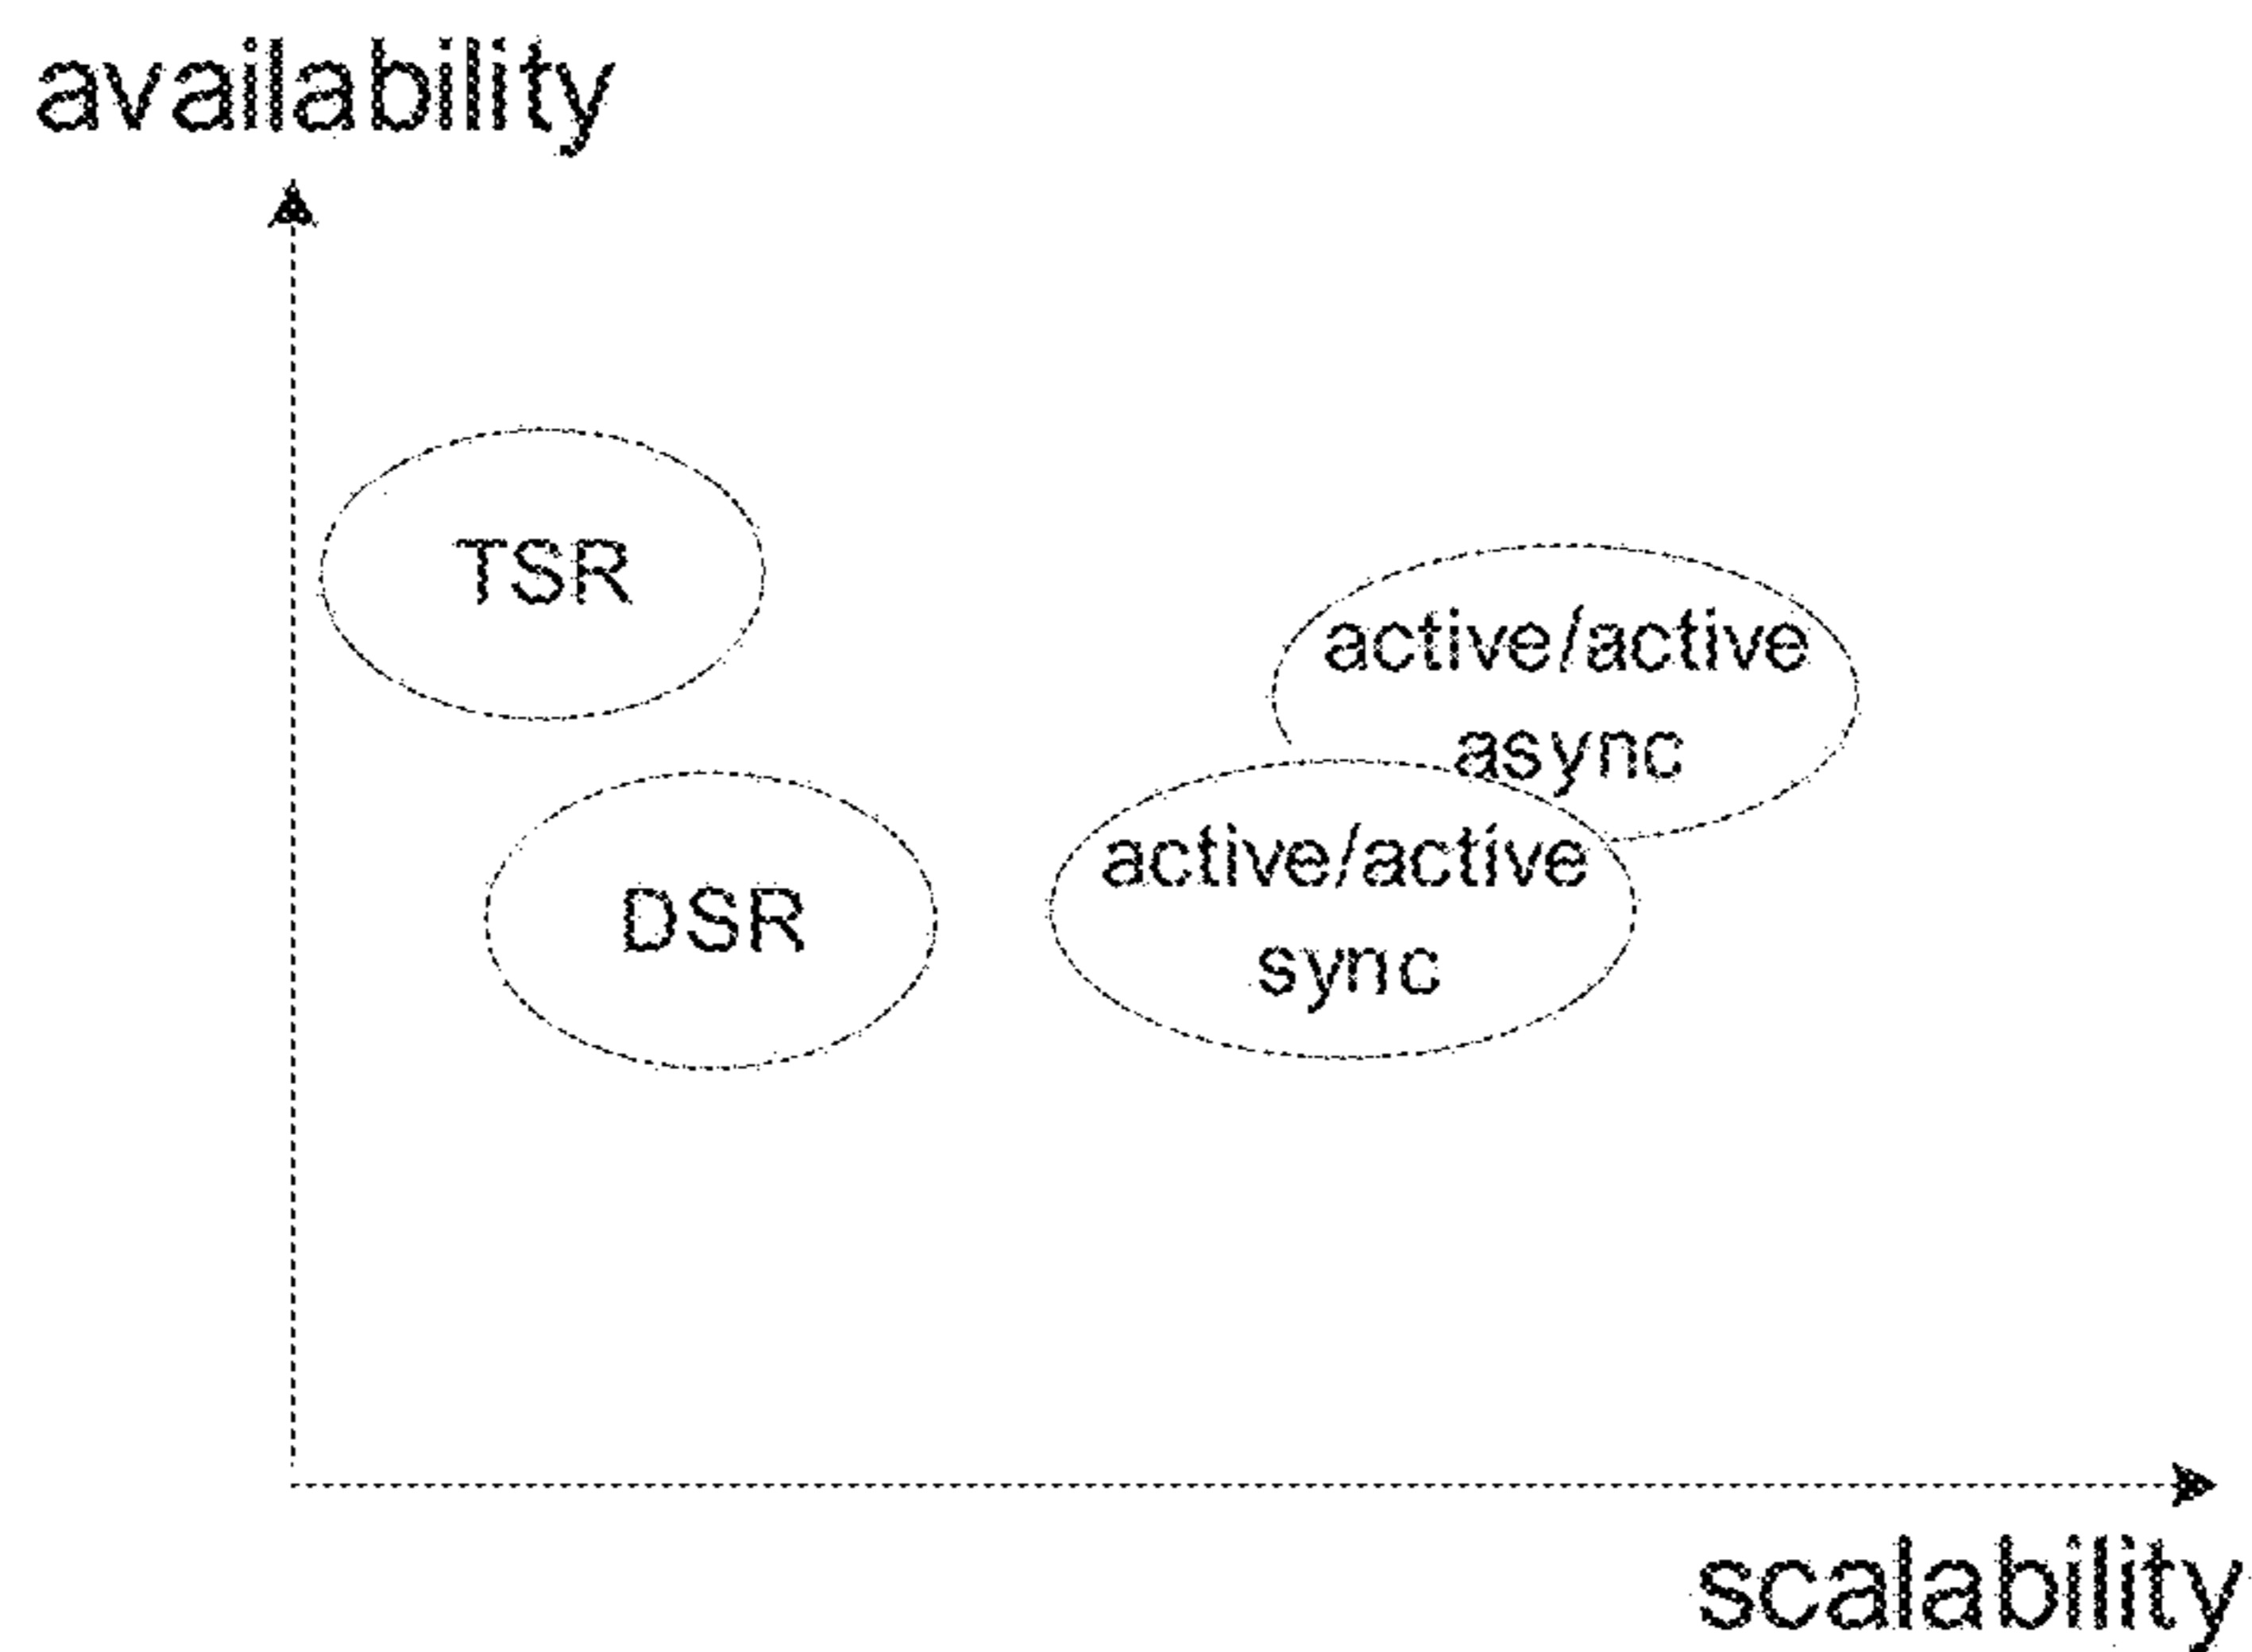 availability
TSR
active/active
async
active/active
sync
DSR
scalability